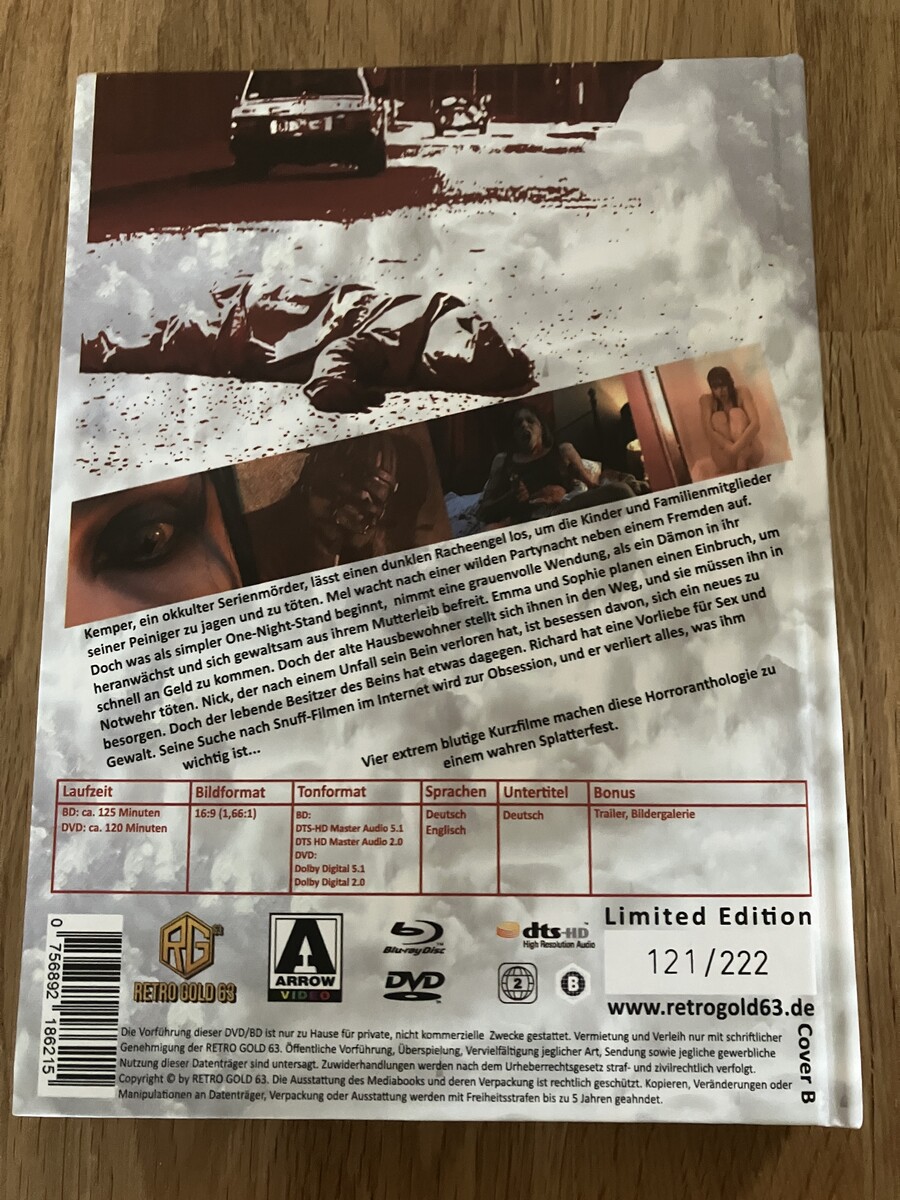 Kemper, ein okkulter Serienmörder, lässt einen dunklen Racheengel los, um die Kinder und Familienmitglieder
seiner Peiniger zu jagen und zu töten. Mel wacht nach einer wilden Partynacht neben einem Fremden auf.
Doch was als simpler One-Night-Stand beginnt, nimmt eine grauenvolle Wendung, als ein Dämon in ihr
heranwächst und sich gewaltsam aus ihrem Mutterleib befreit. Emma und Sophie planen einen Einbruch, um
schnell an Geld zu kommen. Doch der alte Hausbewohner stellt sich ihnen in den Weg, und sie müssen ihn in
Notwehr töten. Nick, der nach einem Unfall sein Bein verloren hat, ist besessen davon, sich ein neues zu
besorgen. Doch der lebende Besitzer des Beins hat etwas dagegen. Richard hat eine Vorliebe für Sex und
Gewalt. Seine Suche nach Snuff-Filmen im Internet wird zur Obsession, und er verliert alles, was ihm
wichtig ist...
Vier extrem blutige Kurzfilme machen diese Horroranthologie zu
einem wahren Splatterfest.
Laufzeit Bildformat Tonformat Sprachen Untertitel Bonus
BD: ca. 125 Minuten
DVD: ca. 120 Minuten
16:9 (1,66:1)
BD:
DTS-HD Master Audio 5.1
DTS HD Master Audio 2.0
DVD:
Dolby Digital 5.1
Dolby Digital 2.0
Deutsch
Englisch
Deutsch
Trailer, Bildergalerie
0 756892 186215
RG 63
RETRO GOLD 63
A
ARROW
VIDEO
Blu-ray Disc
DVD
dts-HD
High Resolution Audio
2
B
Limited Edition
121/222
www.retrogold63.de
Cover B
Die Vorführung dieser DVD/BD ist nur zu Hause für private, nicht kommerzielle Zwecke gestattet. Vermietung und Verleih nur mit schriftlicher
Genehmigung der RETRO GOLD 63. Öffentliche Vorführung, Überspielung, Vervielfältigung jeglicher Art, Sendung sowie jegliche gewerbliche
Nutzung dieser Datenträger sind untersagt. Zuwiderhandlungen werden nach dem Urheberrechtsgesetz straf- und zivilrechtlich verfolgt.
Copyright © by RETRO GOLD 63. Die Ausstattung des Mediabooks und deren Verpackung ist rechtlich geschützt. Kopieren, Veränderungen oder
Manipulationen an Datenträger, Verpackung oder Ausstattung werden mit Freiheitsstrafen bis zu 5 Jahren geahndet.